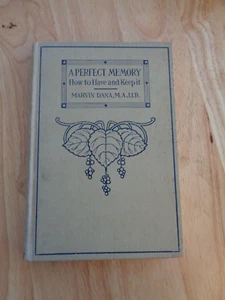 A PERFECT MEMORY
How to Have and Keep it
MARVIN DANA, M.A., LL.B.